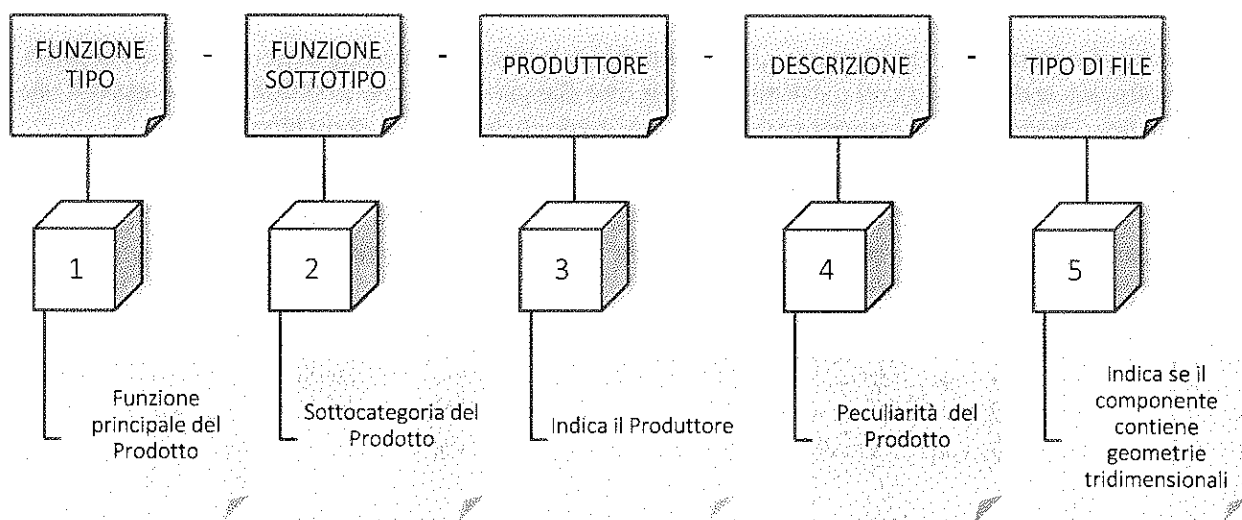 FUNZIONE
TIPO
-
FUNZIONE
SOTTOTIPO
-
PRODUTTORE
-
DESCRIZIONE
-
TIPO DI FILE
1
2
3
4
5
Funzione
principale del
Prodotto
Sottocategoria del
Prodotto
Indica il Produttore
Peculiarità del
Prodotto
Indica se il
componente
contiene
geometrie
tridimensionali